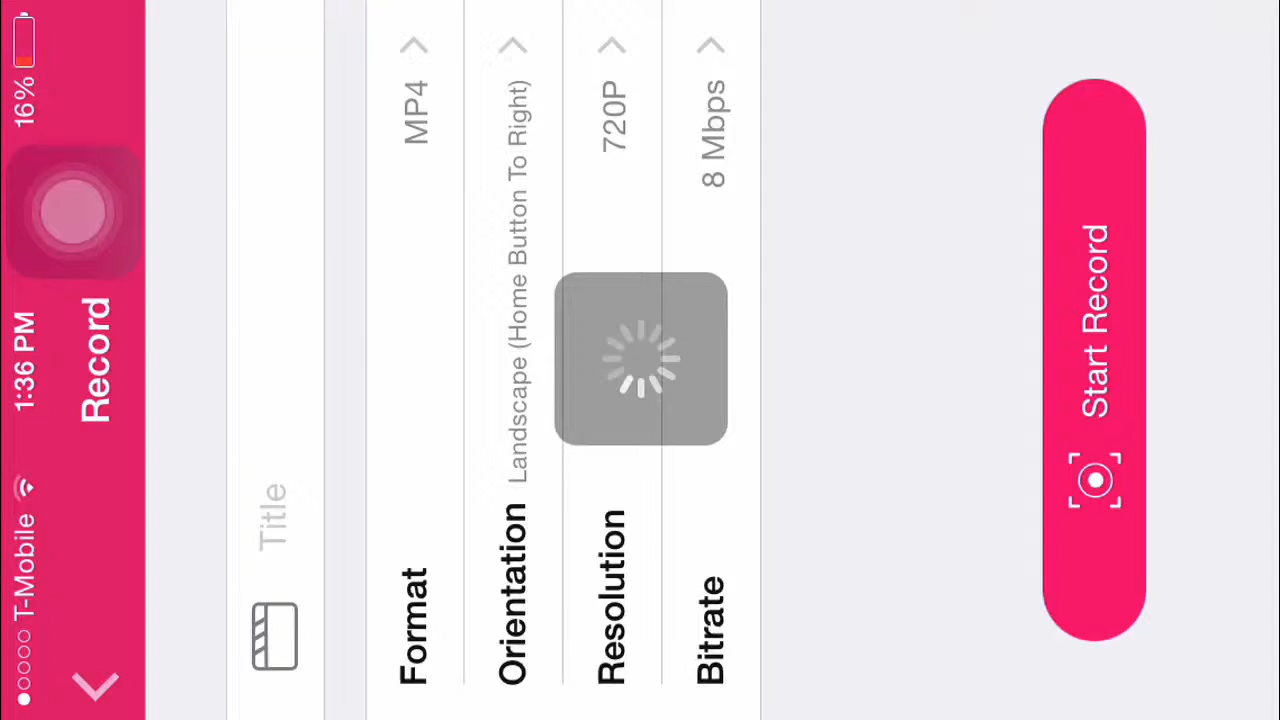 T-Mobile 1:36 PM 16%
Record
Title
Format MP4
Orientation Landscape (Home Button To Right)
Resolution 720P
Bitrate 8 Mbps
Start Record